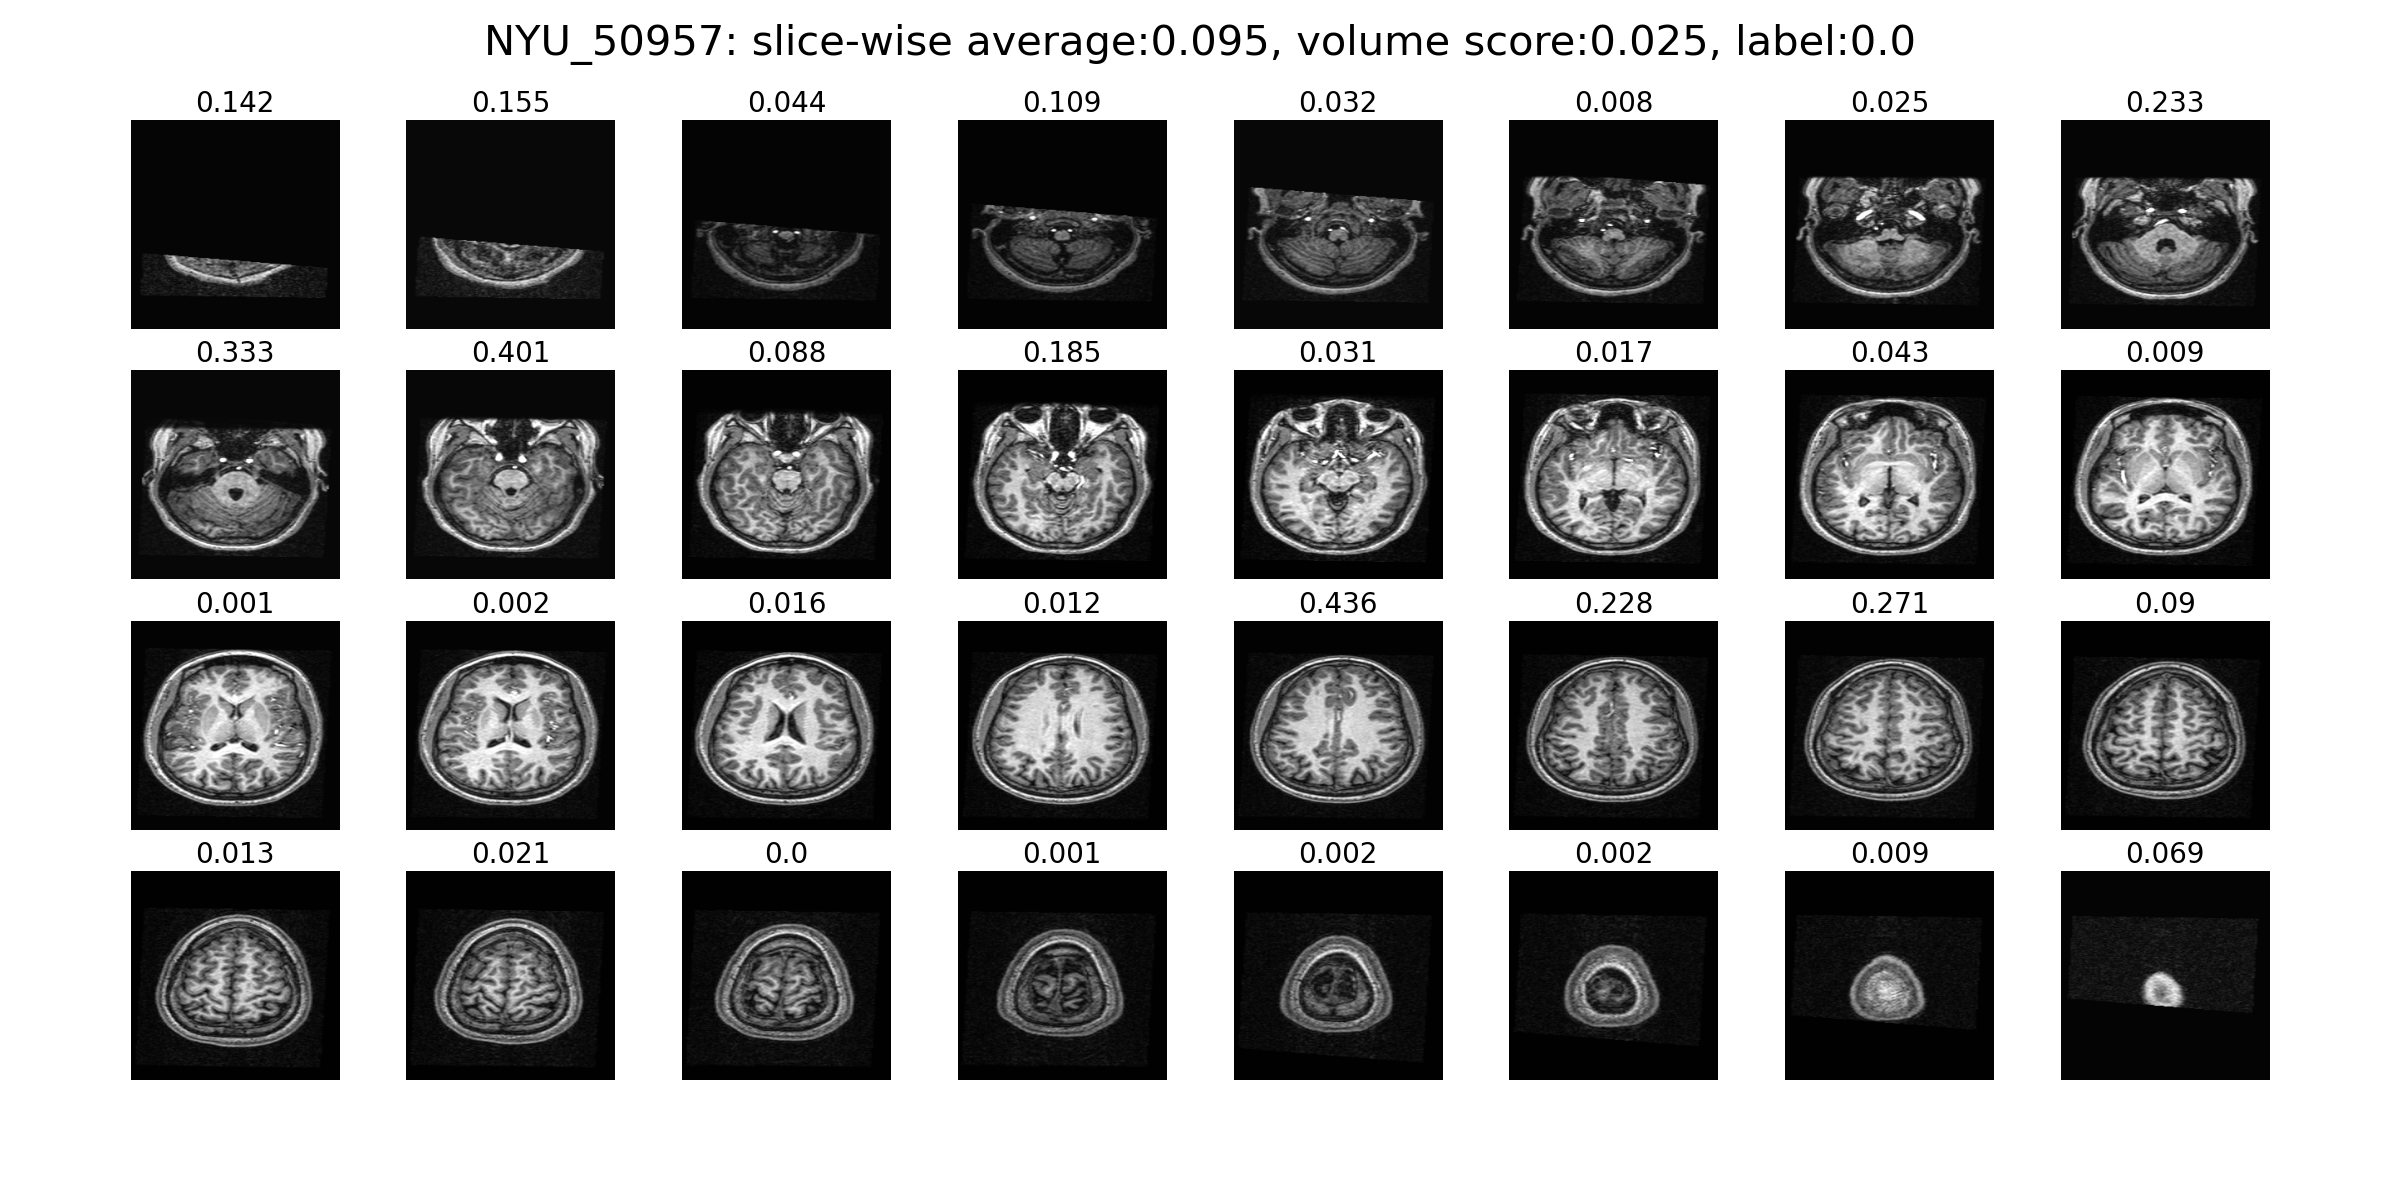 NYU_50957: slice-wise average:0.095, volume score:0.025, label:0.0
0.142 0.155 0.044 0.109 0.032 0.008 0.025 0.233
0.333 0.401 0.088 0.185 0.031 0.017 0.043 0.009
0.001 0.002 0.016 0.012 0.436 0.228 0.271 0.09
0.013 0.021 0.0 0.001 0.002 0.002 0.009 0.069